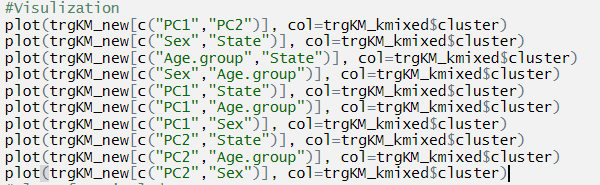 #Visulization
plot(trgKM_new[c("PC1","PC2")], col=trgKM_kmixed$cluster)
plot(trgKM_new[c("Sex","State")], col=trgKM_kmixed$cluster)
plot(trgKM_new[c("Age.group","State")], col=trgKM_kmixed$cluster)
plot(trgKM_new[c("Sex","Age.group")], col=trgKM_kmixed$cluster)
plot(trgKM_new[c("PC1","State")], col=trgKM_kmixed$cluster)
plot(trgKM_new[c("PC1","Age.group")], col=trgKM_kmixed$cluster)
plot(trgKM_new[c("PC1","Sex")], col=trgKM_kmixed$cluster)
plot(trgKM_new[c("PC2","State")], col=trgKM_kmixed$cluster)
plot(trgKM_new[c("PC2","Age.group")], col=trgKM_kmixed$cluster)
plot(trgKM_new[c("PC2","Sex")], col=trgKM_kmixed$cluster)